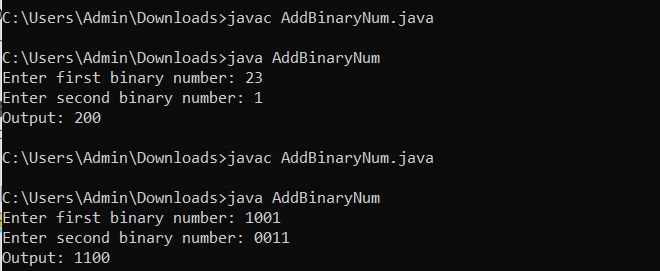 C:\Users\Admin\Downloads>javac AddBinaryNum.java
C:\Users\Admin\Downloads>java AddBinaryNum
Enter first binary number: 23
Enter second binary number: 1
Output: 200
C:\Users\Admin\Downloads>javac AddBinaryNum.java
C:\Users\Admin\Downloads>java AddBinaryNum
Enter first binary number: 1001
Enter second binary number: 0011
Output: 1100